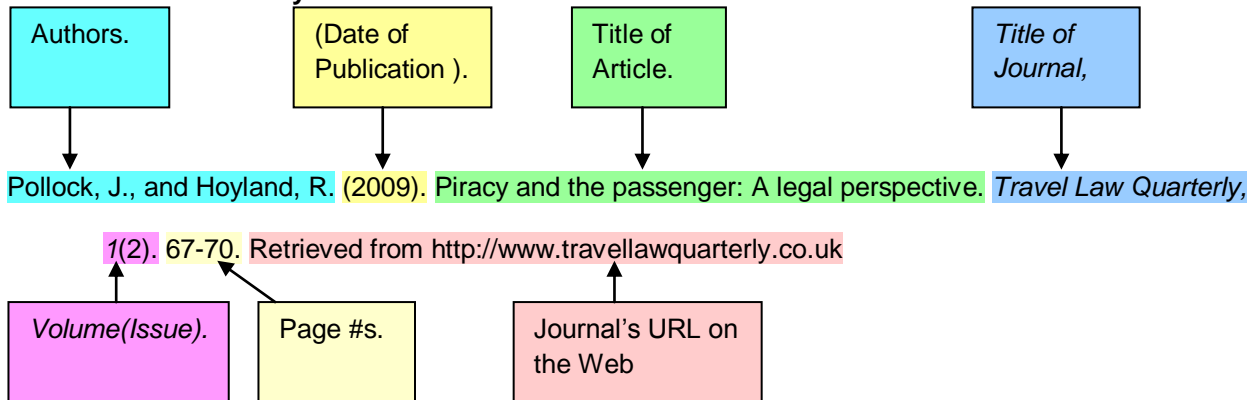 Authors.
(Date of
Publication ).
Title of
Article.
Title of
Journal,
Pollock, J., and Hoyland, R. (2009). Piracy and the passenger: A legal perspective. Travel Law Quarterly,
1(2). 67-70. Retrieved from http://www.travellawquarterly.co.uk
Volume(Issue).
Page #s.
Journal's URL on
the Web